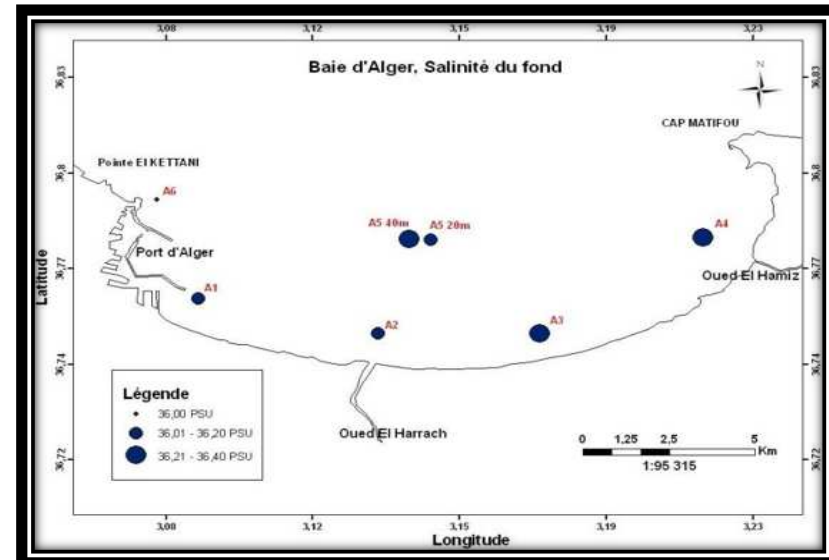 3,08 3,12 3,15 3,19 3,23
Baie d'Alger, Salinité du fond
N
36,83 36,83
CAP MATIFOU
Pointe El KETTANI
36,8 36,8
A6
A5 40m A5 20m A4
Port d'Alger
Latitude
36,77 36,77
Oued El Hamiz
A1
A2 A3
36,74 36,74
Légende
36,00 PSU
36,01 - 36,20 PSU
36,21 - 36,40 PSU
Oued El Harrach
0 1,25 2,5 5
Km
1:95 315
36,72 36,72
3,08 3,12 3,15 3,19 3,23
Longitude